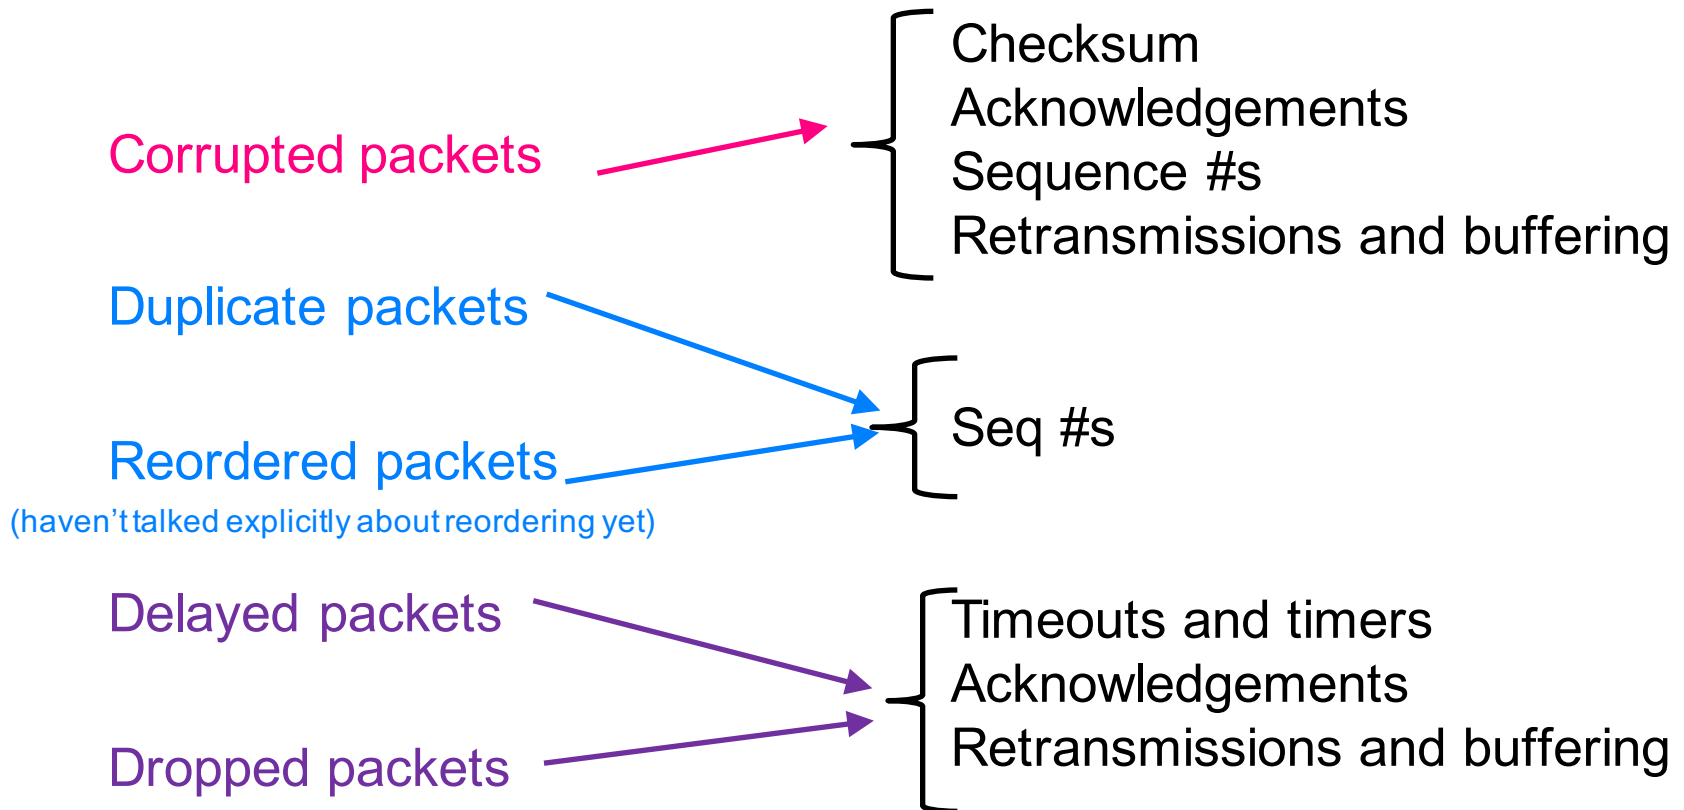 Corrupted packets
Checksum
Acknowledgements
Sequence #s
Retransmissions and buffering
Duplicate packets
Reordered packets
(haven't talked explicitly about reordering yet)
Seq #s
Delayed packets
Dropped packets
Timeouts and timers
Acknowledgements
Retransmissions and buffering